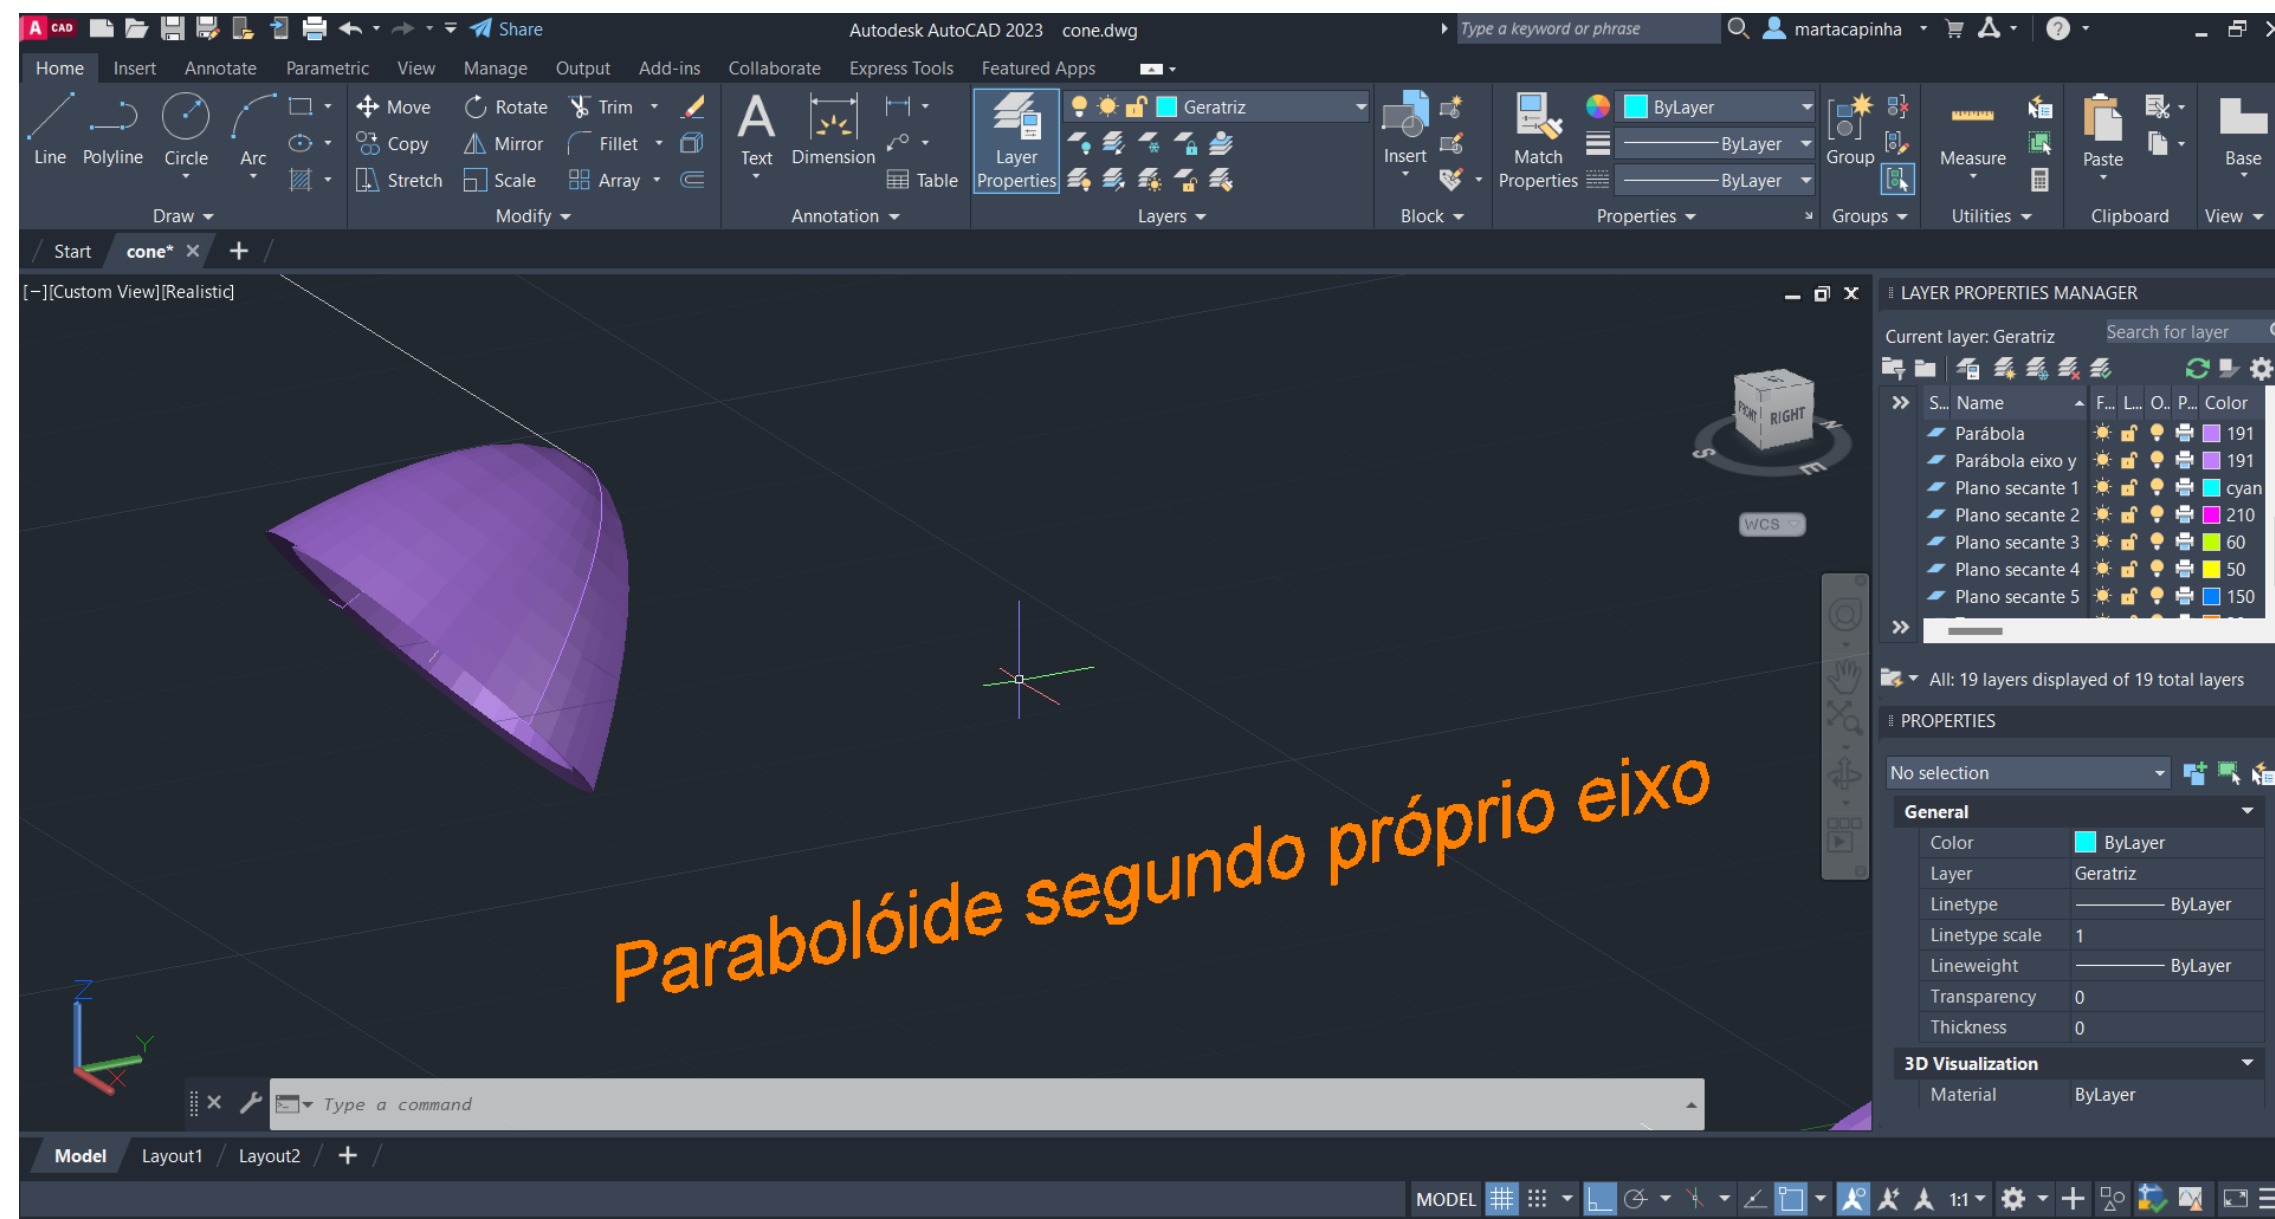 A CAD Share Autodesk AutoCAD 2023 cone.dwg Type a keyword or phrase martacapinha
Home Insert Annotate Parametric View Manage Output Add-ins Collaborate Express Tools Featured Apps
Line Polyline Circle Arc
Move Rotate Trim
Copy Mirror Fillet
Stretch Scale Array
Text Dimension Table
Layer Properties
Geratriz
Insert
Match Properties
ByLayer
ByLayer
ByLayer
Group Measure Paste Base
Draw Modify Annotation Layers Block Properties Groups Utilities Clipboard View
Start cone*
[−][Custom View][Realistic]
FRONT RIGHT
S E N
WCS
Parabolóide segundo próprio eixo
Z
Y
X
Type a command
LAYER PROPERTIES MANAGER
Current layer: Geratriz Search for layer
S... Name F... L... O.. P... Color
Parábola 191
Parábola eixo y 191
Plano secante 1 cyan
Plano secante 2 210
Plano secante 3 60
Plano secante 4 50
Plano secante 5 150
All: 19 layers displayed of 19 total layers
PROPERTIES
No selection
General
Color ByLayer
Layer Geratriz
Linetype ByLayer
Linetype scale 1
Lineweight ByLayer
Transparency 0
Thickness 0
3D Visualization
Material ByLayer
Model Layout1 Layout2
MODEL 1:1